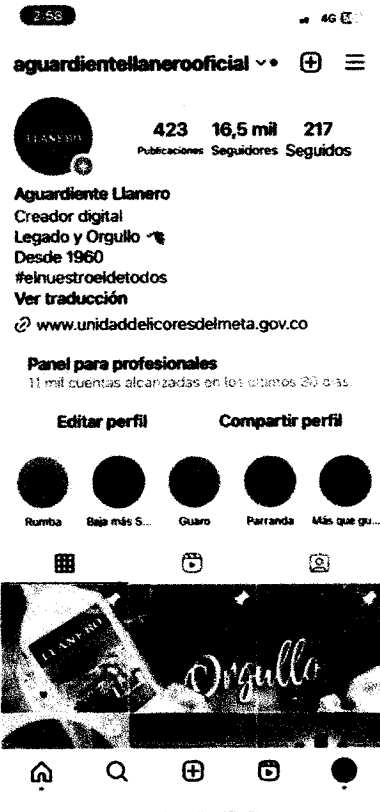 2:58
4G
aguardientellanerooficial
LLANERO
423 16,5 mil 217
Publicaciones Seguidores Seguidos
Aguardiente Llanero
Creador digital
Legado y Orgullo
Desde 1960
#elnuestroeldetodos
Ver traducción
www.unidaddelicoresdelmeta.gov.co
Panel para profesionales
11 mil cuentas alcanzadas en los últimos 30 días.
Editar perfil Compartir perfil
Rumba Baja más S... Guaro Parranda Más que gu...
LLANERO
Orgullo